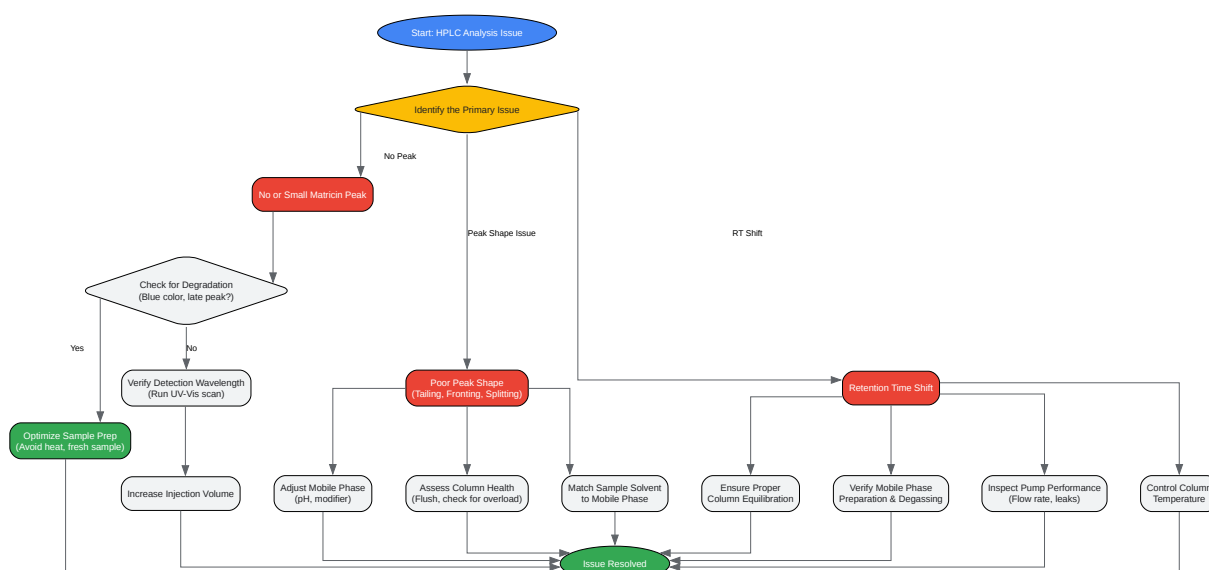 Start: HPLC Analysis Issue
Identify the Primary Issue
No Peak
No or Small Matricin Peak
Peak Shape Issue
RT Shift
Check for Degradation
(Blue color, late peak?)
Yes
No
Verify Detection Wavelength
(Run UV-Vis scan)
Poor Peak Shape
(Tailing, Fronting, Splitting)
Retention Time Shift
Optimize Sample Prep
(Avoid heat, fresh sample)
Increase Injection Volume
Adjust Mobile Phase
(pH, modifier)
Assess Column Health
(Flush, check for overload)
Match Sample Solvent
to Mobile Phase
Ensure Proper
Column Equilibration
Verify Mobile Phase
Preparation & Degassing
Inspect Pump Performance
(Flow rate, leaks)
Control Column
Temperature
Issue Resolved